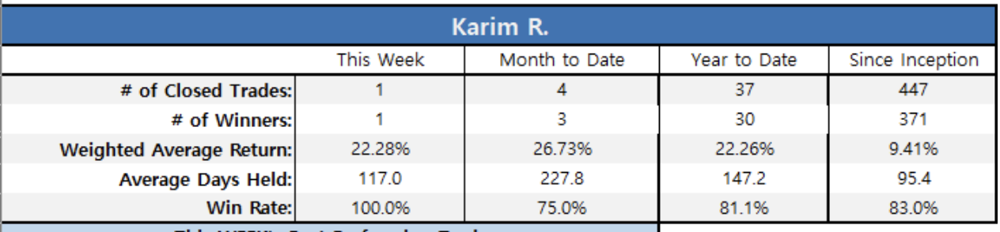 Karim R.
This Week Month to Date Year to Date Since Inception
# of Closed Trades: 1 4 37 447
# of Winners: 1 3 30 371
Weighted Average Return: 22.28% 26.73% 22.26% 9.41%
Average Days Held: 117.0 227.8 147.2 95.4
Win Rate: 100.0% 75.0% 81.1% 83.0%